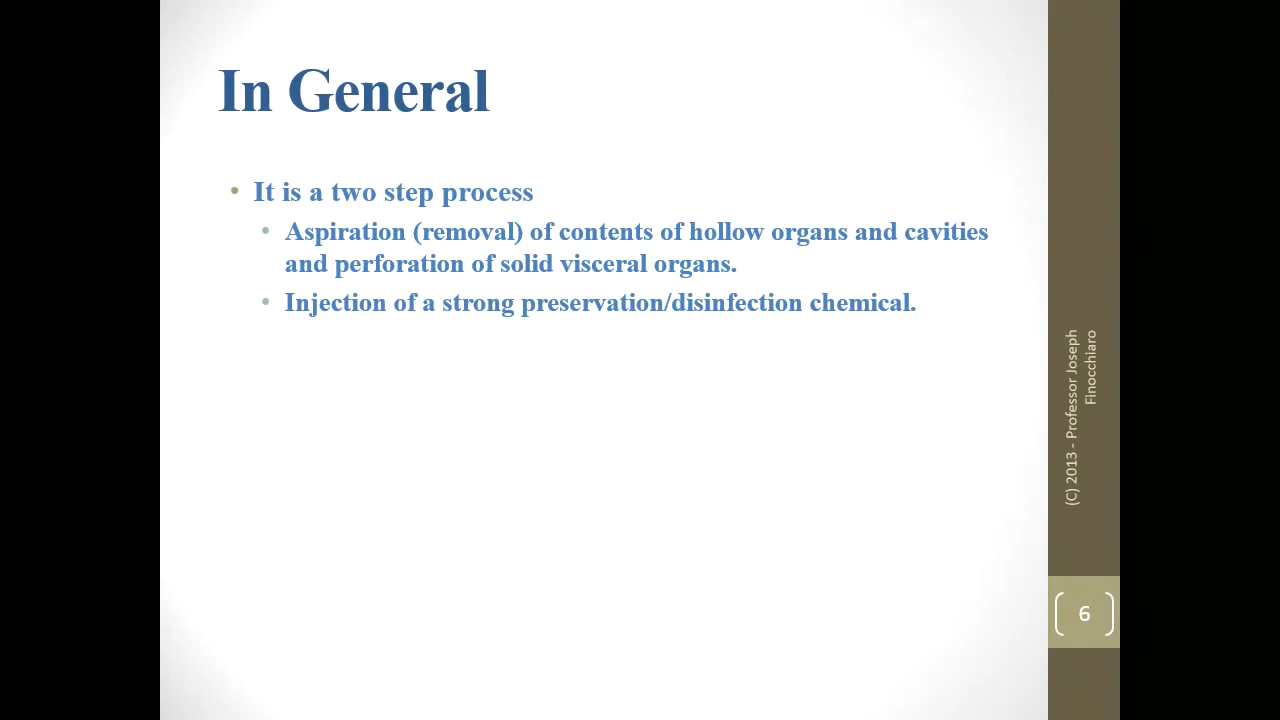 In General
• It is a two step process
• Aspiration (removal) of contents of hollow organs and cavities
and perforation of solid visceral organs.
• Injection of a strong preservation/disinfection chemical.
(C) 2013 - Professor Joseph
Finocchiaro
6